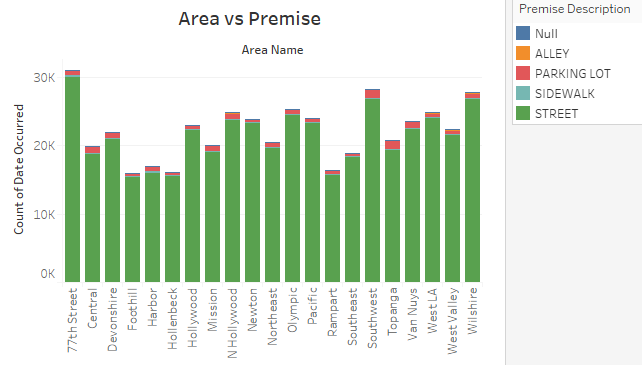 Area vs Premise
Area Name
Count of Date Occurred
30K
20K
10K
0K
77th Street
Central
Devonshire
Foothill
Harbor
Hollenbeck
Hollywood
Mission
N Hollywood
Newton
Northeast
Olympic
Pacific
Rampart
Southeast
Southwest
Topanga
Van Nuys
West LA
West Valley
Wilshire
Premise Description
Null
ALLEY
PARKING LOT
SIDEWALK
STREET